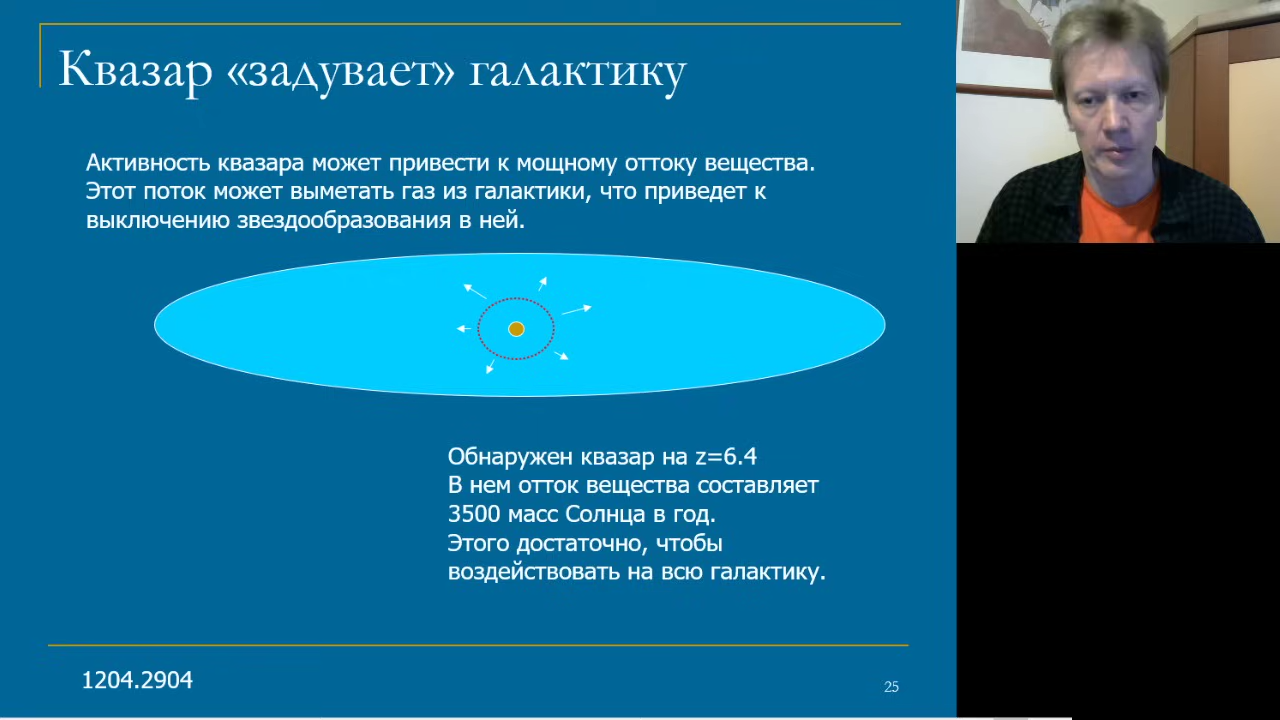 Квазар «задувает» галактику
Активность квазара может привести к мощному оттоку вещества.
Этот поток может выметать газ из галактики, что приведет к
выключению звездообразования в ней.
Обнаружен квазар на z=6.4
В нем отток вещества составляет
3500 масс Солнца в год.
Этого достаточно, чтобы
воздействовать на всю галактику.
1204.2904
25